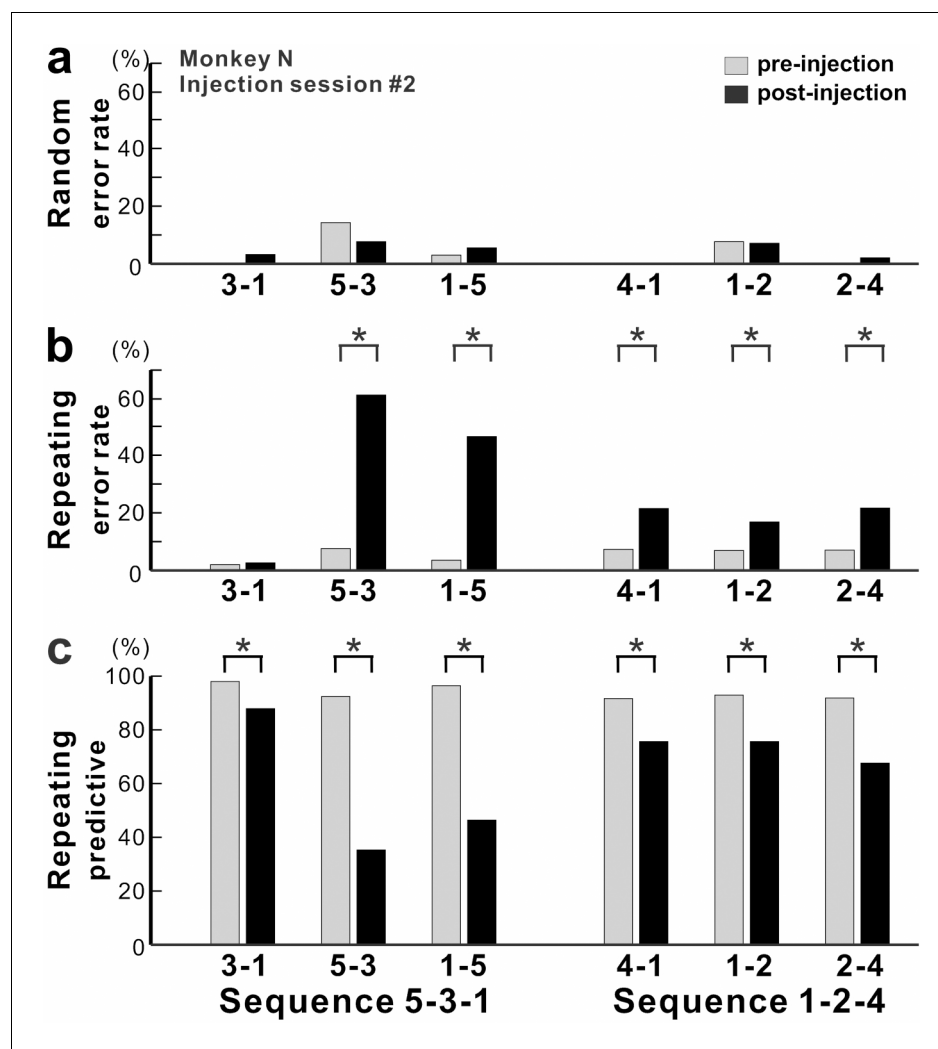 a (%) Monkey N
Injection session #2
pre-injection
post-injection
Random
error rate
60
40
20
0
3-1 5-3 1-5 4-1 1-2 2-4
b (%) * * * * *
Repeating
error rate
60
40
20
0
3-1 5-3 1-5 4-1 1-2 2-4
c (%) * * * * * *
Repeating
predictive
100
80
60
40
20
0
3-1 5-3 1-5 4-1 1-2 2-4
Sequence 5-3-1 Sequence 1-2-4